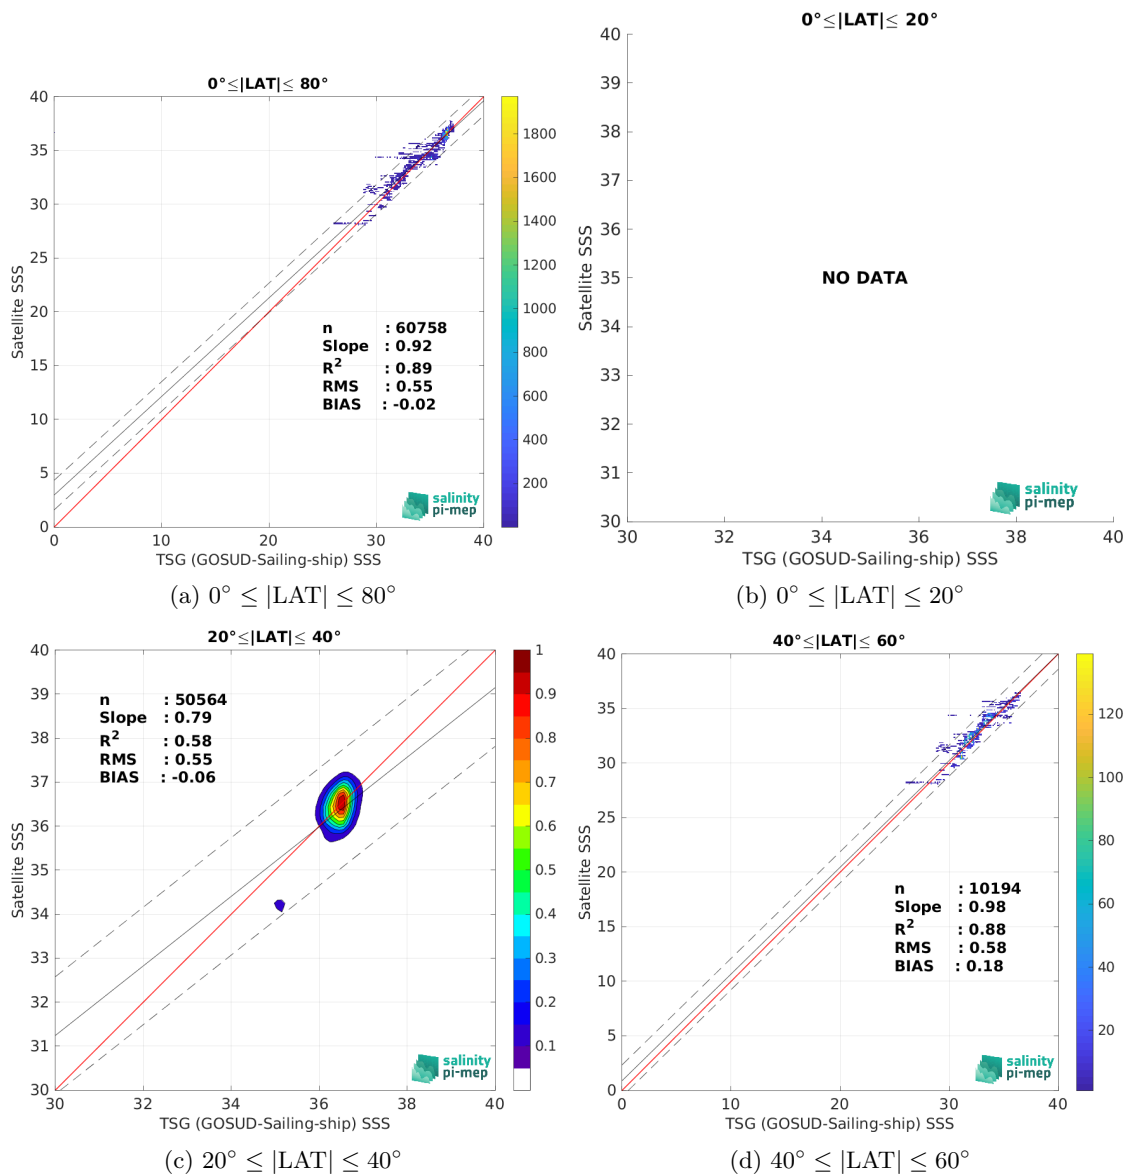 0°≤|LAT|≤ 80°
40
35
30
25
20
15
10
5
0
Satellite SSS
0
10
20
30
40
TSG (GOSUD-Sailing-ship) SSS
n : 60758
Slope : 0.92
R² : 0.89
RMS : 0.55
BIAS : -0.02
salinity
pi-mep
1800
1600
1400
1200
1000
800
600
400
200
(a) 0° ≤ |LAT| ≤ 80°
0°≤|LAT|≤ 20°
40
39
38
37
36
35
34
33
32
31
30
Satellite SSS
NO DATA
salinity
pi-mep
30
32
34
36
38
40
TSG (GOSUD-Sailing-ship) SSS
(b) 0° ≤ |LAT| ≤ 20°
20°≤|LAT|≤ 40°
40
39
38
37
36
35
34
33
32
31
30
Satellite SSS
n : 50564
Slope : 0.79
R² : 0.58
RMS : 0.55
BIAS : -0.06
salinity
pi-mep
30
32
34
36
38
40
TSG (GOSUD-Sailing-ship) SSS
1
0.9
0.8
0.7
0.6
0.5
0.4
0.3
0.2
0.1
(c) 20° ≤ |LAT| ≤ 40°
40°≤|LAT|≤ 60°
40
35
30
25
20
15
10
5
0
Satellite SSS
n : 10194
Slope : 0.98
R² : 0.88
RMS : 0.58
BIAS : 0.18
salinity
pi-mep
0
10
20
30
40
TSG (GOSUD-Sailing-ship) SSS
120
100
80
60
40
20
(d) 40° ≤ |LAT| ≤ 60°